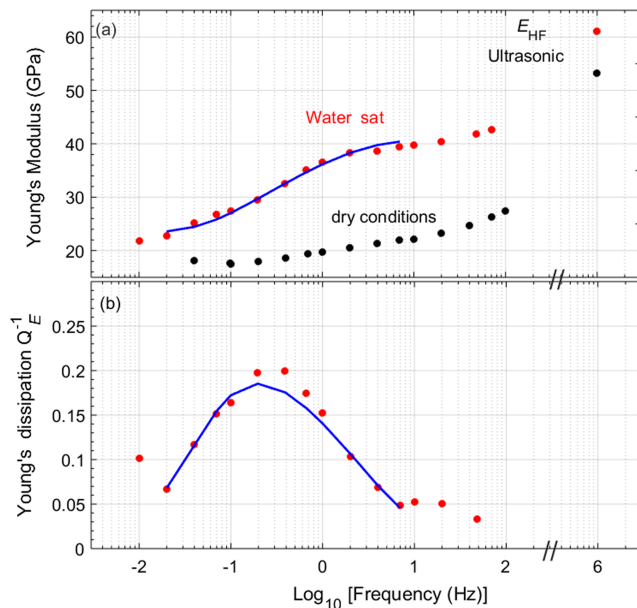 (a)
E_HF
Ultrasonic
Water sat
dry conditions
Young's Modulus (GPa)
60
50
40
30
20
(b)
Young's dissipation Q_E^-1
0.25
0.2
0.15
0.1
0.05
0
-2
-1
0
1
2
6
Log10 [Frequency (Hz)]